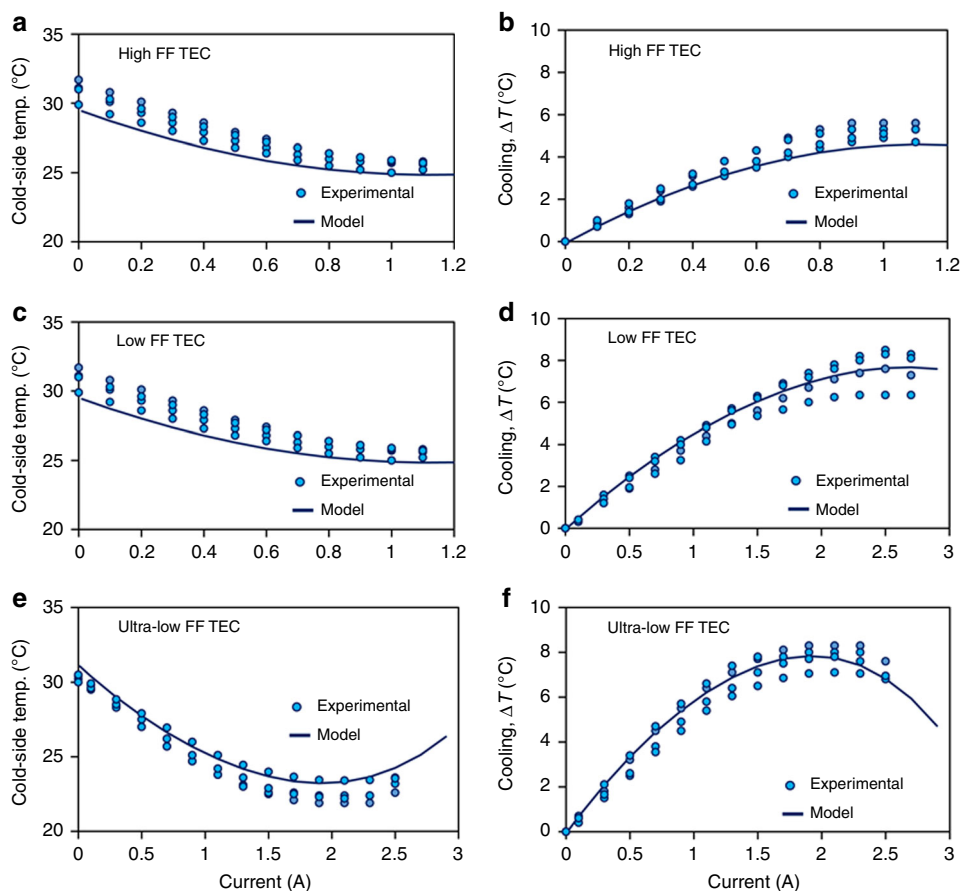 a
35
30
25
20
Cold-side temp. (°C)
High FF TEC
Experimental
Model
0 0.2 0.4 0.6 0.8 1 1.2
b
10
8
6
4
2
0
Cooling, ΔT (°C)
High FF TEC
Experimental
Model
0 0.2 0.4 0.6 0.8 1 1.2
c
35
30
25
20
Cold-side temp. (°C)
Low FF TEC
Experimental
Model
0 0.2 0.4 0.6 0.8 1 1.2
d
10
8
6
4
2
0
Cooling, ΔT (°C)
Low FF TEC
Experimental
Model
0 0.5 1 1.5 2 2.5 3
e
35
30
25
20
Cold-side temp. (°C)
Ultra-low FF TEC
Experimental
Model
0 0.5 1 1.5 2 2.5 3
Current (A)
f
10
8
6
4
2
0
Cooling, ΔT (°C)
Ultra-low FF TEC
Experimental
Model
0 0.5 1 1.5 2 2.5 3
Current (A)